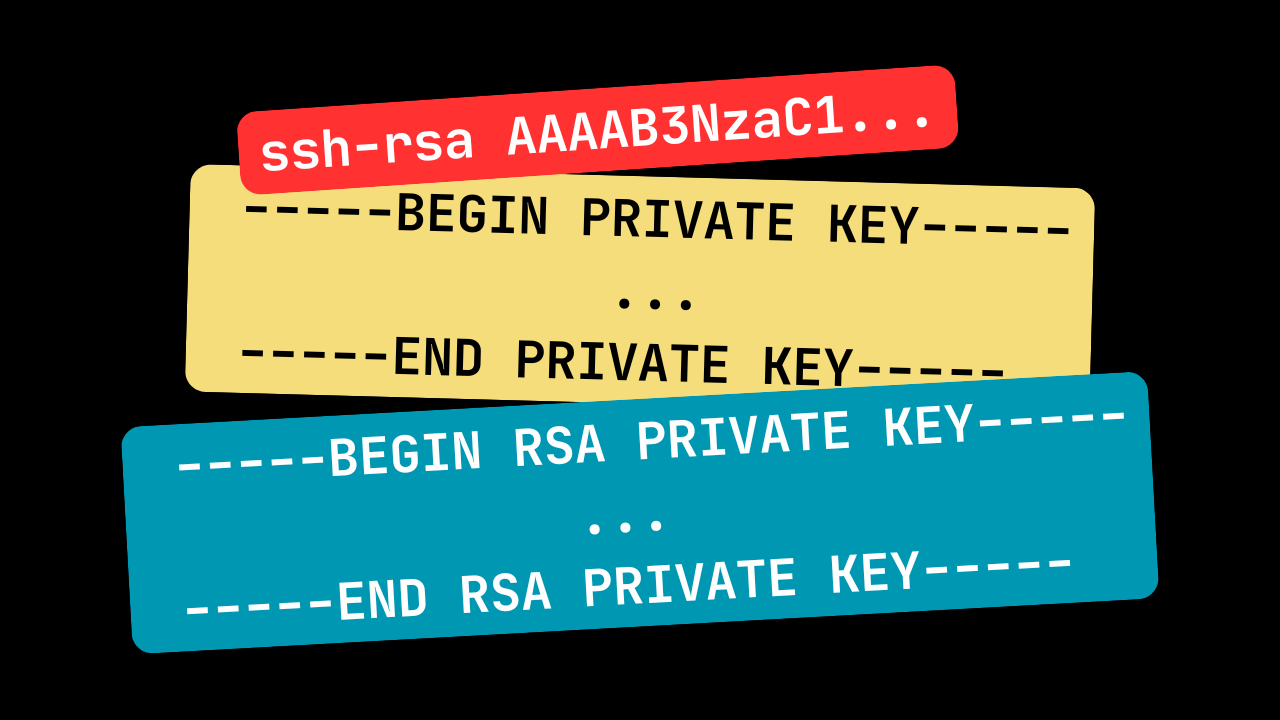 ssh-rsa AAAAB3NzaC1...
-----BEGIN PRIVATE KEY-----
...
-----END PRIVATE KEY-----
-----BEGIN RSA PRIVATE KEY-----
...
-----END RSA PRIVATE KEY-----